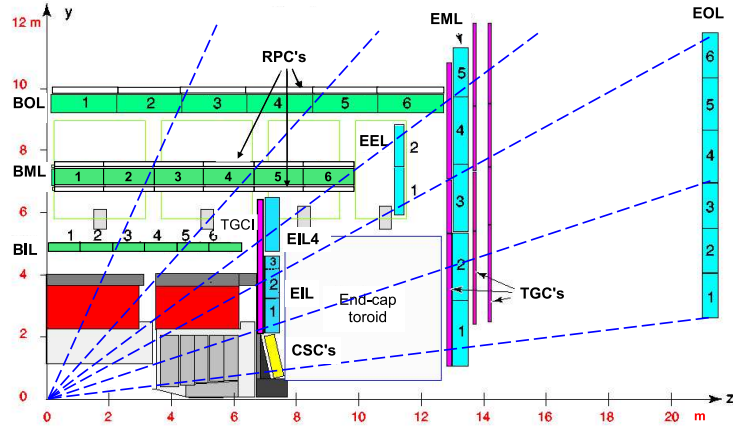 12 m y
EML EOL
RPC's
10
BOL 1 2 3 4 5 6
5
6
5
4
4
8
EEL 2
1
BML 1 2 3 4 5 6
3
3
6
TGCI
EIL4
BIL 1 2 3 4 5 6
2
2
4
3
2
1
EIL
End-cap
toroid
TGC's
1
1
2
CSC's
0
0 2 4 6 8 10 12 14 16 18 20 m z